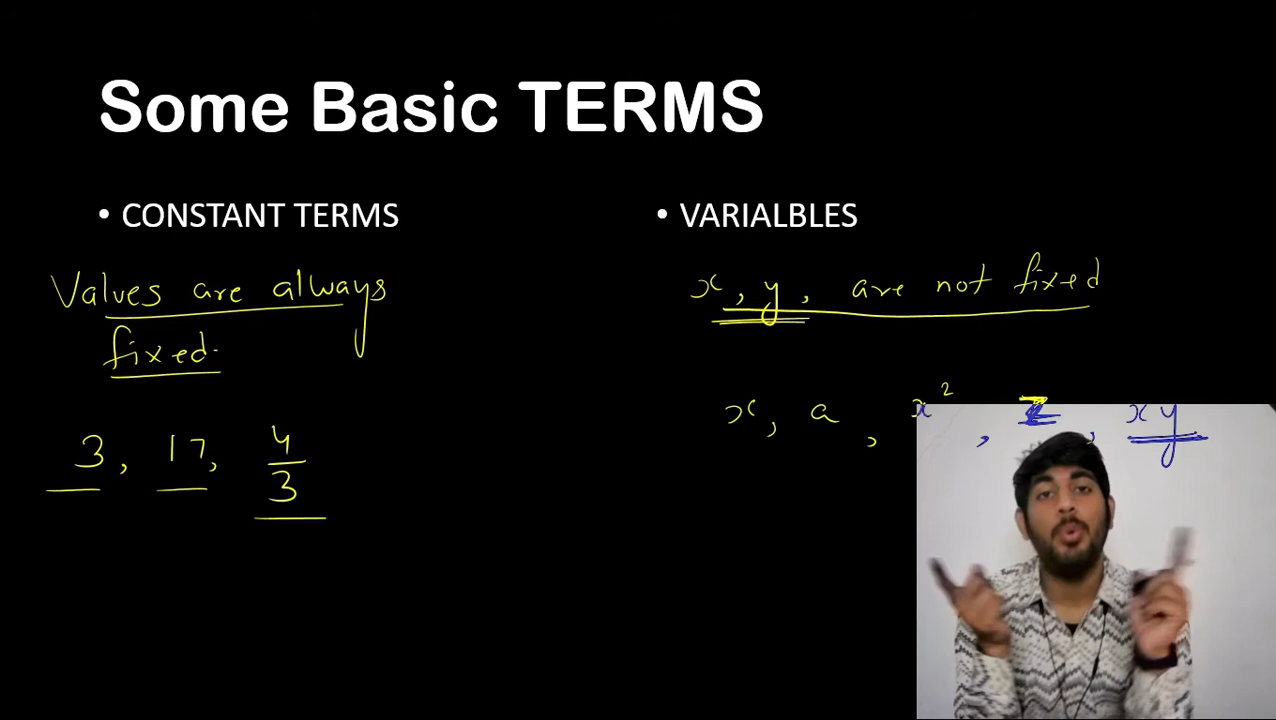 Some Basic TERMS
• CONSTANT TERMS
Values are always
fixed.
3, 17, 4/3
• VARIALBLES
x, y, are not fixed
x, a, x², z, xy